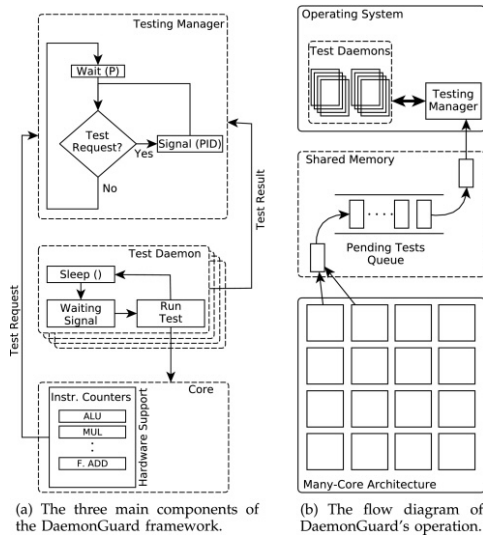 Testing Manager
Wait (P)
Test
Request?
Yes
Signal (PID)
No
Test Request
Test Result
Test Daemon
Sleep ()
Waiting
Signal
Run
Test
Core
Instr. Counters
ALU
MUL
F. ADD
Hardware Support
(a) The three main components of
the DaemonGuard framework.
Operating System
Test Daemons
Testing
Manager
Shared Memory
Pending Tests
Queue
Many-Core Architecture
(b) The flow diagram of
DaemonGuard's operation.